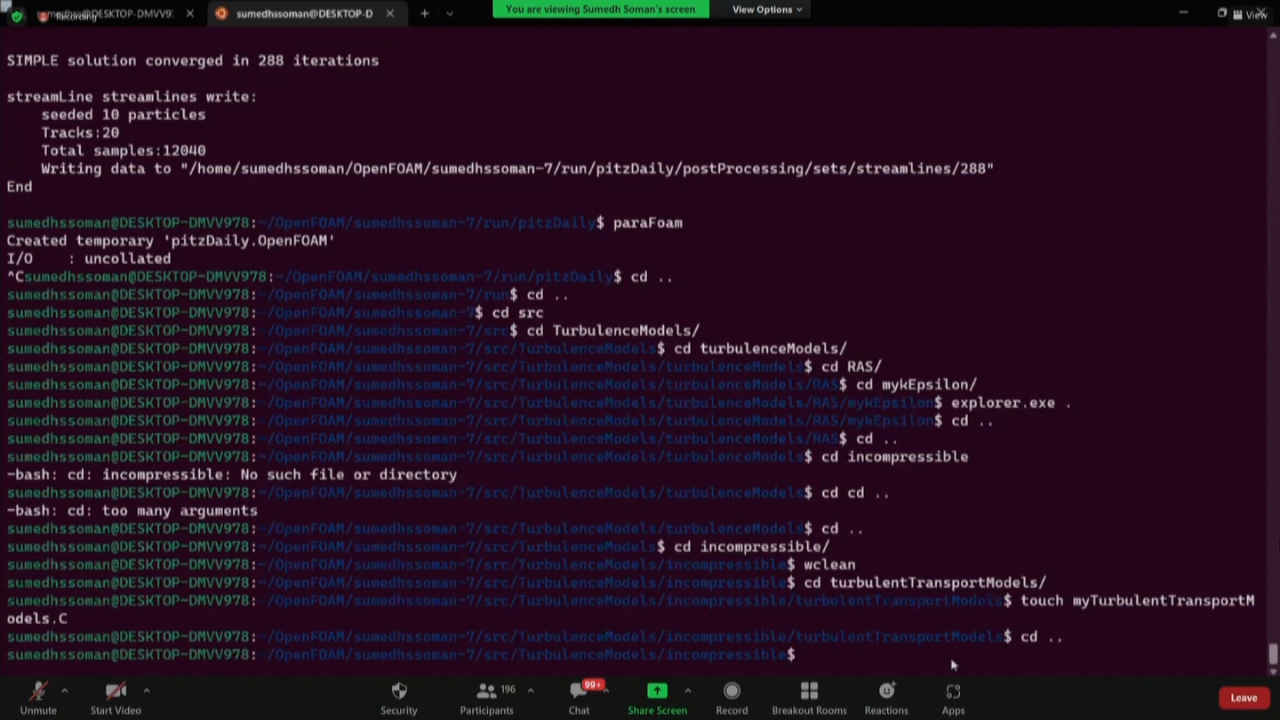 sumedhssoman@DESKTOP-DMVV97
sumedhssoman@DESKTOP-D
You are viewing Sumedh Soman's screen
View Options
View
SIMPLE solution converged in 288 iterations
streamLine streamlines write:
seeded 10 particles
Tracks:20
Total samples:12040
Writing data to "/home/sumedhssoman/OpenFOAM/sumedhssoman-7/run/pitzDaily/postProcessing/sets/streamlines/288"
End
sumedhssoman@DESKTOP-DMVV978:~/OpenFOAM/sumedhssoman-7/run/pitzDaily$ paraFoam
Created temporary 'pitzDaily.OpenFOAM'
I/O    : uncollated
^Csumedhssoman@DESKTOP-DMVV978:~/OpenFOAM/sumedhssoman-7/run/pitzDaily$ cd ..
sumedhssoman@DESKTOP-DMVV978:~/OpenFOAM/sumedhssoman-7/run$ cd ..
sumedhssoman@DESKTOP-DMVV978:~/OpenFOAM/sumedhssoman-7$ cd src
sumedhssoman@DESKTOP-DMVV978:~/OpenFOAM/sumedhssoman-7/src$ cd TurbulenceModels/
sumedhssoman@DESKTOP-DMVV978:~/OpenFOAM/sumedhssoman-7/src/TurbulenceModels$ cd turbulenceModels/
sumedhssoman@DESKTOP-DMVV978:~/OpenFOAM/sumedhssoman-7/src/TurbulenceModels/turbulenceModels$ cd RAS/
sumedhssoman@DESKTOP-DMVV978:~/OpenFOAM/sumedhssoman-7/src/TurbulenceModels/turbulenceModels/RAS$ cd mykEpsilon/
sumedhssoman@DESKTOP-DMVV978:~/OpenFOAM/sumedhssoman-7/src/TurbulenceModels/turbulenceModels/RAS/mykEpsilon$ explorer.exe .
sumedhssoman@DESKTOP-DMVV978:~/OpenFOAM/sumedhssoman-7/src/TurbulenceModels/turbulenceModels/RAS/mykEpsilon$ cd ..
sumedhssoman@DESKTOP-DMVV978:~/OpenFOAM/sumedhssoman-7/src/TurbulenceModels/turbulenceModels/RAS$ cd ..
sumedhssoman@DESKTOP-DMVV978:~/OpenFOAM/sumedhssoman-7/src/TurbulenceModels/turbulenceModels$ cd incompressible
-bash: cd: incompressible: No such file or directory
sumedhssoman@DESKTOP-DMVV978:~/OpenFOAM/sumedhssoman-7/src/TurbulenceModels/turbulenceModels$ cd cd ..
-bash: cd: too many arguments
sumedhssoman@DESKTOP-DMVV978:~/OpenFOAM/sumedhssoman-7/src/TurbulenceModels/turbulenceModels$ cd ..
sumedhssoman@DESKTOP-DMVV978:~/OpenFOAM/sumedhssoman-7/src/TurbulenceModels$ cd incompressible/
sumedhssoman@DESKTOP-DMVV978:~/OpenFOAM/sumedhssoman-7/src/TurbulenceModels/incompressible$ wclean
sumedhssoman@DESKTOP-DMVV978:~/OpenFOAM/sumedhssoman-7/src/TurbulenceModels/incompressible$ cd turbulentTransportModels/
sumedhssoman@DESKTOP-DMVV978:~/OpenFOAM/sumedhssoman-7/src/TurbulenceModels/incompressible/turbulentTransportModels$ touch myTurbulentTransportM
odels.C
sumedhssoman@DESKTOP-DMVV978:~/OpenFOAM/sumedhssoman-7/src/TurbulenceModels/incompressible/turbulentTransportModels$ cd ..
sumedhssoman@DESKTOP-DMVV978:~/OpenFOAM/sumedhssoman-7/src/TurbulenceModels/incompressible$
196
99+
Unmute
Start Video
Security
Participants
Chat
Share Screen
Record
Breakout Rooms
Reactions
Apps
Leave